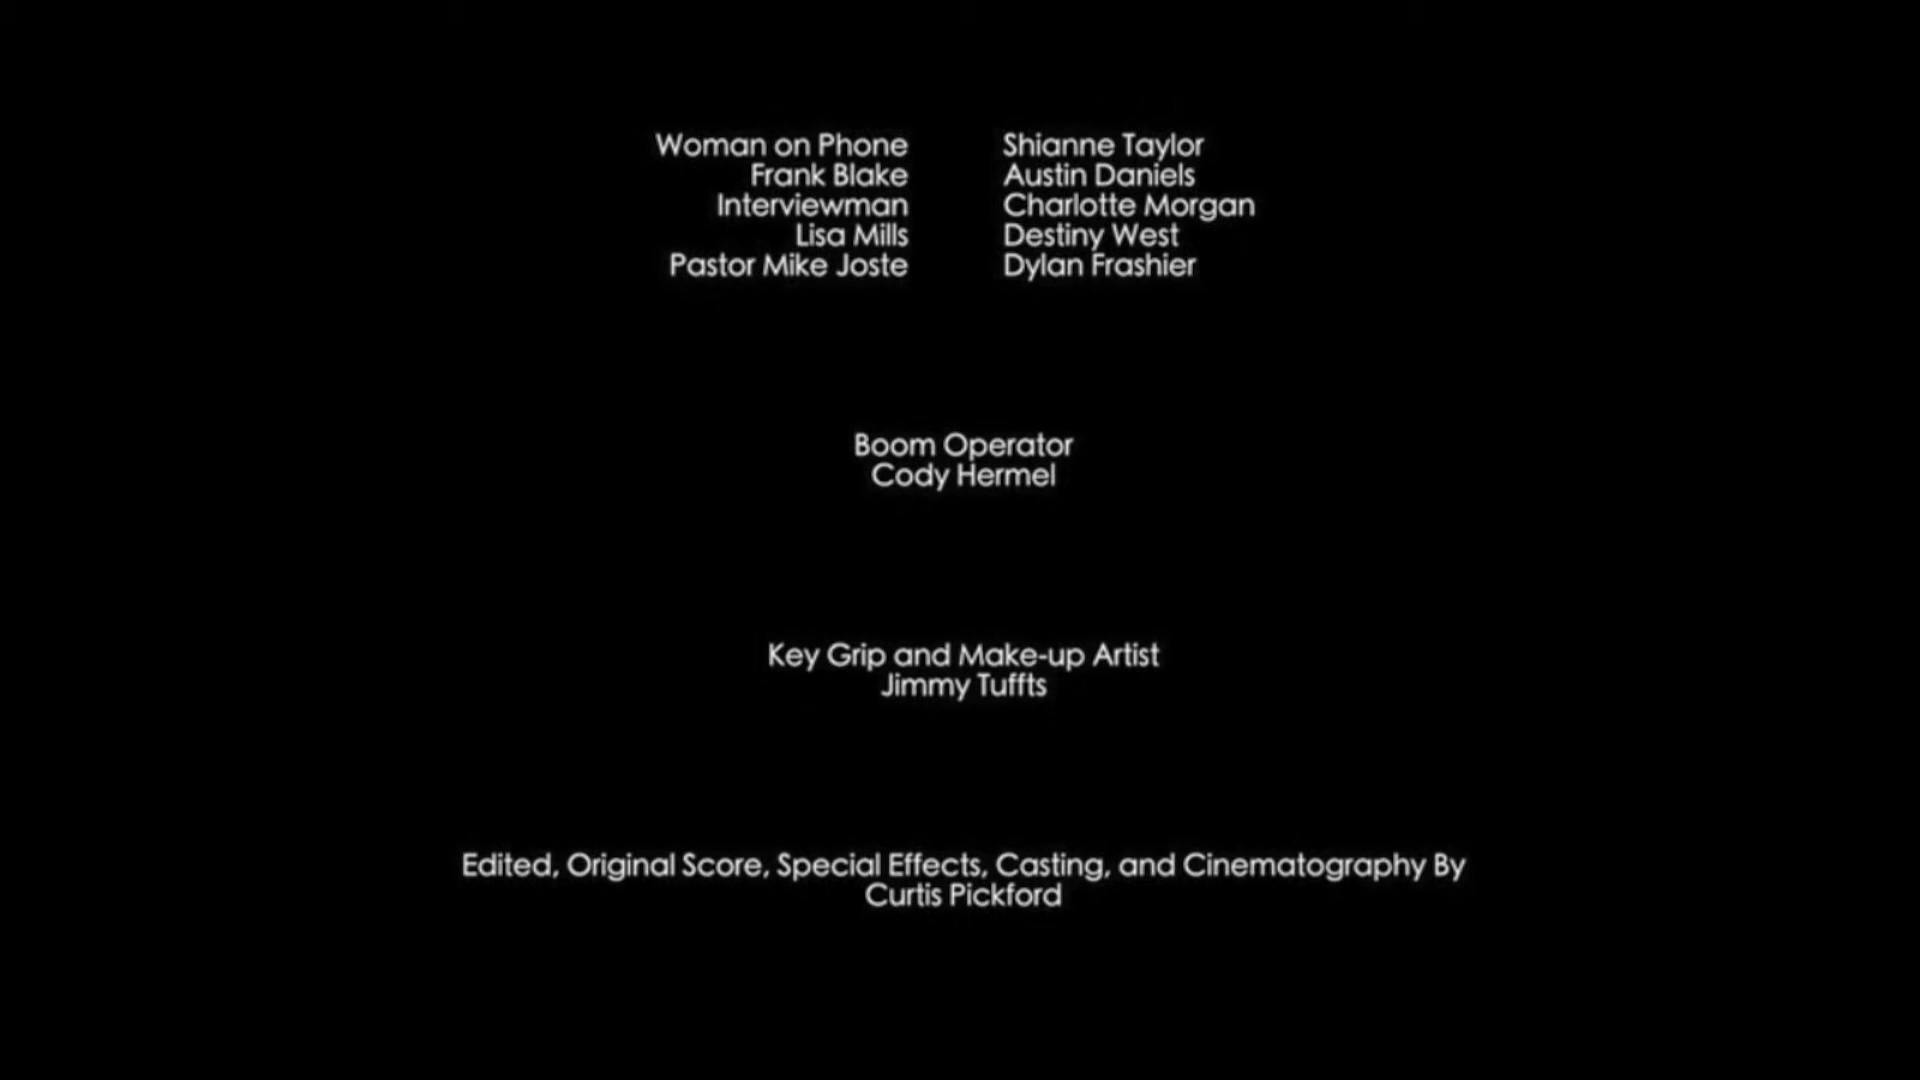 Woman on Phone Shianne Taylor
Frank Blake Austin Daniels
Interviewman Charlotte Morgan
Lisa Mills Destiny West
Pastor Mike Joste Dylan Frashier
Boom Operator
Cody Hermel
Key Grip and Make-up Artist
Jimmy Tuffts
Edited, Original Score, Special Effects, Casting, and Cinematography By
Curtis Pickford